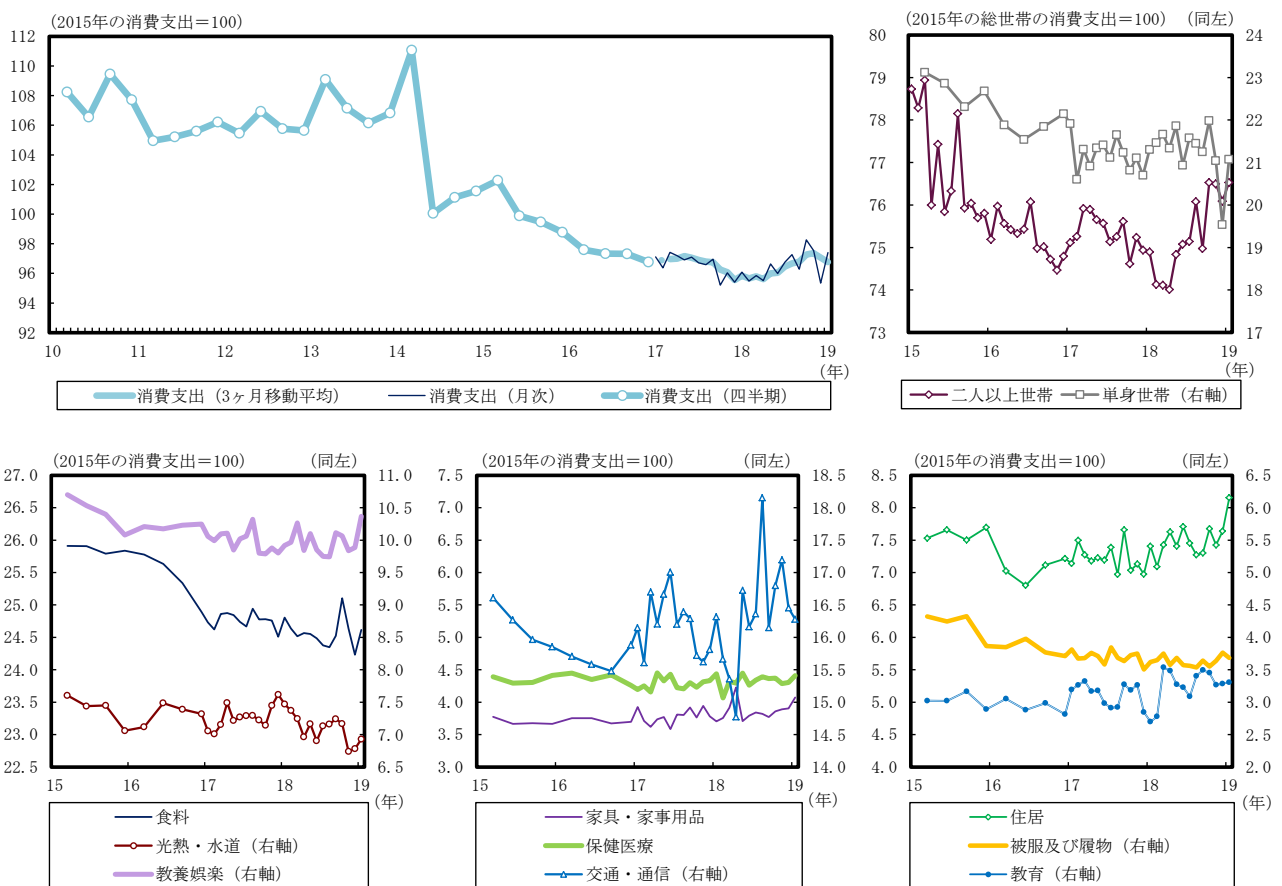 (2015年の消費支出＝100)
112
110
108
106
104
102
100
98
96
94
92
10 11 12 13 14 15 16 17 18 19
(年)
消費支出（3ヶ月移動平均） 消費支出（月次） 消費支出（四半期）
(2015年の総世帯の消費支出＝100) (同左)
80 24
79 23
78 22
77 21
76 20
75 19
74 18
73 17
15 16 17 18 19
(年)
二人以上世帯 単身世帯（右軸）
(2015年の消費支出＝100) (同左)
27.0 11.0
26.5 10.5
26.0 10.0
25.5 9.5
25.0 9.0
24.5 8.5
24.0 8.0
23.5 7.5
23.0 7.0
22.5 6.5
15 16 17 18 19
(年)
食料
光熱・水道（右軸）
教養娯楽（右軸）
(2015年の消費支出＝100) (同左)
7.5 18.5
7.0 18.0
6.5 17.5
6.0 17.0
5.5 16.5
5.0 16.0
4.5 15.5
4.0 15.0
3.5 14.5
3.0 14.0
15 16 17 18 19
(年)
家具・家事用品
保健医療
交通・通信（右軸）
(2015年の消費支出＝100) (同左)
8.5 6.5
8.0 6.0
7.5 5.5
7.0 5.0
6.5 4.5
6.0 4.0
5.5 3.5
5.0 3.0
4.5 2.5
4.0 2.0
15 16 17 18 19
(年)
住居
被服及び履物（右軸）
教育（右軸）